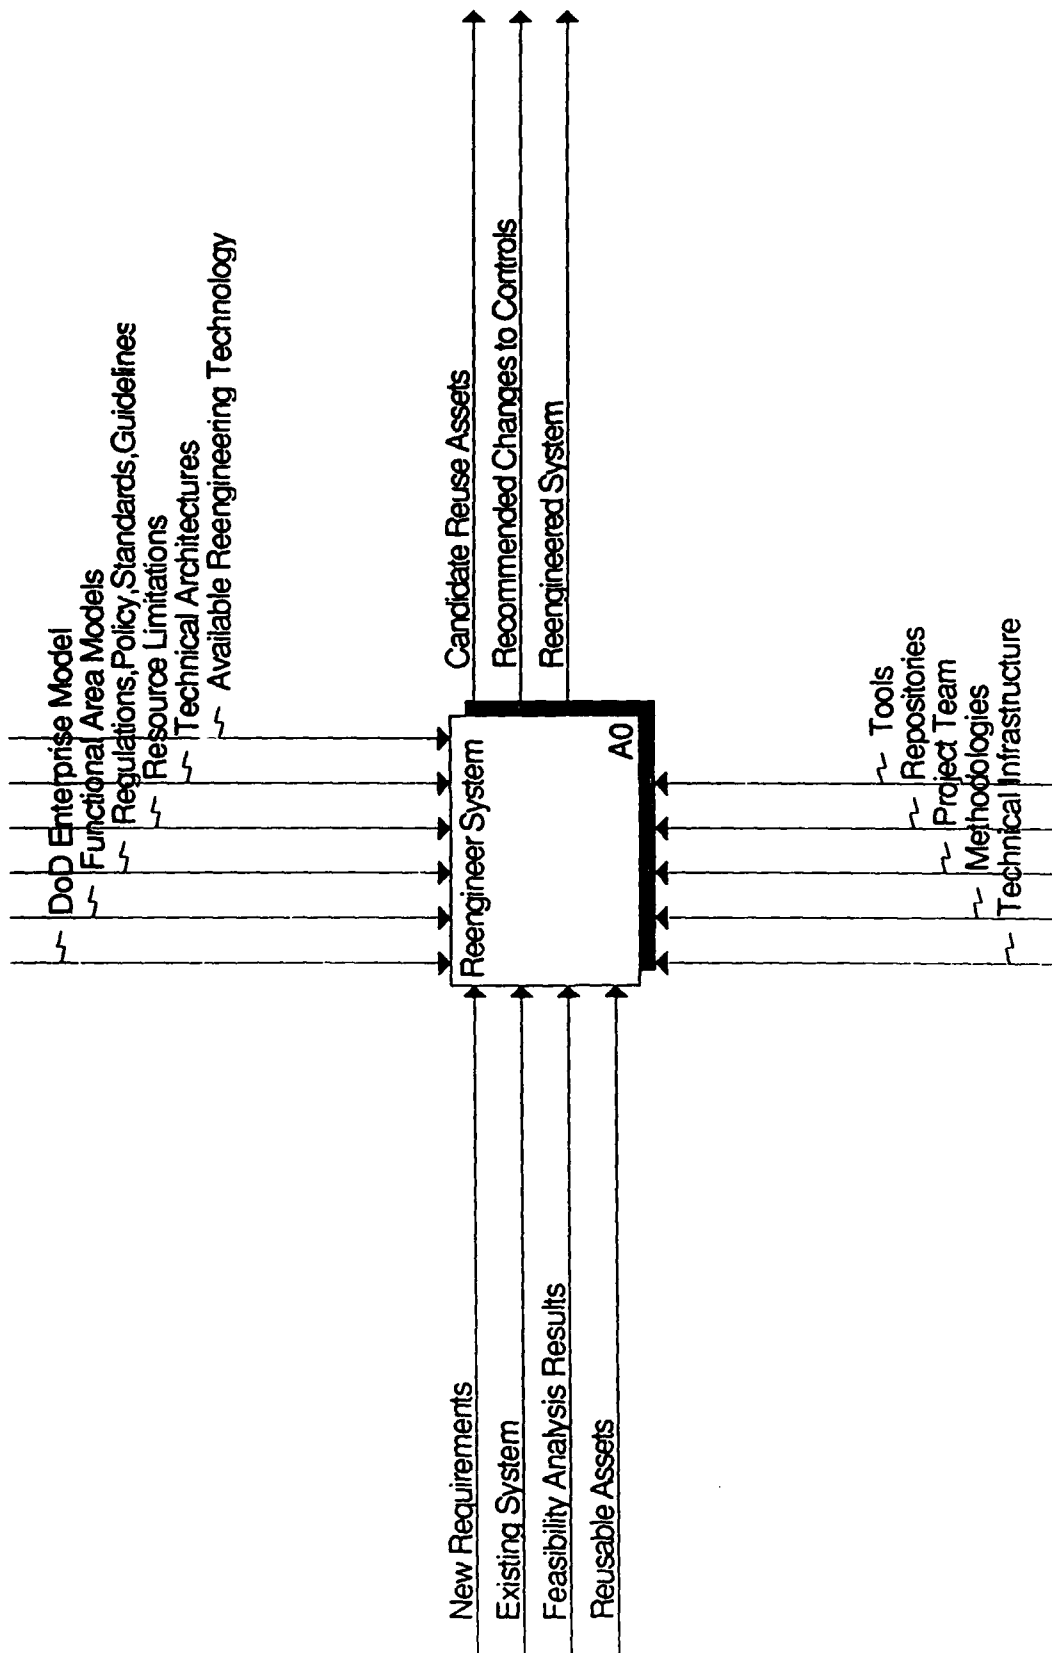 DoD Enterprise Model
Functional Area Models
Regulations,Policy,Standards,Guidelines
Resource Limitations
Technical Architectures
Available Reengineering Technology
New Requirements
Existing System
Feasibility Analysis Results
Reusable Assets
Reengineer System
A0
Candidate Reuse Assets
Recommended Changes to Controls
Reengineered System
Tools
Repositories
Project Team
Methodologies
Technical Infrastructure